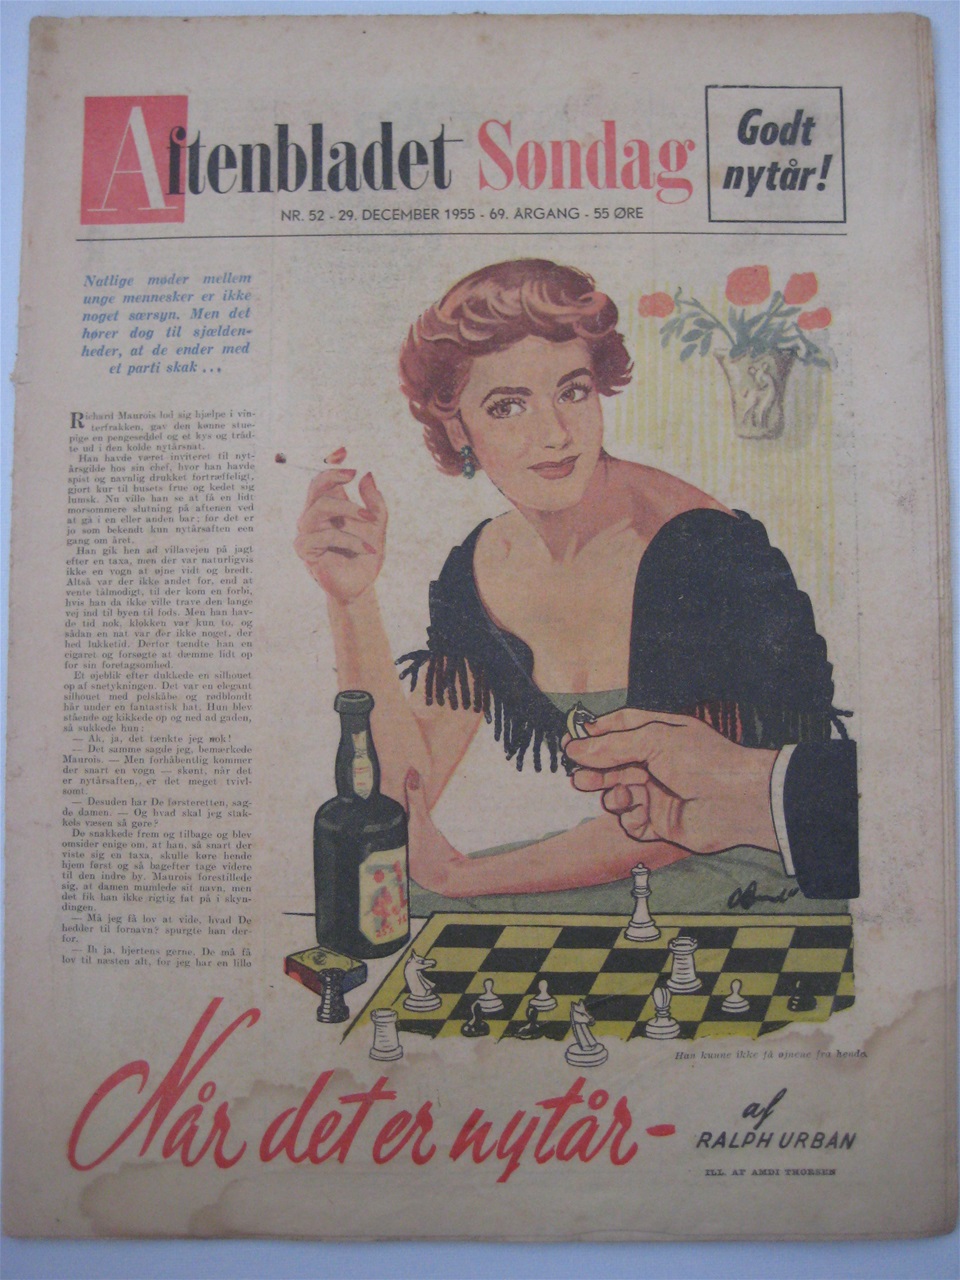 Aftenbladet Søndag
Godt
nytår!
NR. 52 - 29. DECEMBER 1955 - 69. ÅRGANG - 55 ØRE
Natlige møder mellem
unge mennesker er ikke
noget særsyn. Men det
hører dog til sjælden-
heder, at de ender med
et parti skak ...
Richard Maurois lod sig hjælpe i vin-
terfrakken, gav den kønne stue-
pige en pengeseddel og et kys og tråd-
te ud i den kolde nytårsnat.
Han havde været inviteret til nyt-
årsgilde hos sin chef, hvor han havde
spist og navnlig drukket fortræffeligt,
gjort kur til husets frue og kedet sig
lumsk. Nu ville han se at få en lidt
morsommere slutning på aftenen ved
at gå i en eller anden bar; for det er
jo som bekendt kun nytårsaften een
gang om året.
Han gik hen ad villavejen på jagt
efter en taxa, men der var naturligvis
ikke en vogn at øjne vidt og bredt.
Altså var der ikke andet for, end at
vente tålmodigt, til der kom en forbi,
hvis han da ikke ville trave den lange
vej ind til byen til fods. Men han hav-
de tid nok, klokken var kun to, og
sådan en nat var der ikke noget, der
hed lukketid. Derfor tændte han en
cigaret og forsøgte at dæmme lidt op
for sin foretagsomhed.
Et øjeblik efter dukkede en silhouet
op af snetykningen. Det var en elegant
silhouet med pelskåbe og rødblondt
hår under en fantastisk hat. Hun blev
stående og kikkede op og ned ad gaden,
så sukkede hun:
— Ak, ja, det tænkte jeg nok!
— Det samme sagde jeg, bemærkede
Maurois. — Men forhåbentlig kommer
der snart en vogn — skønt, når det
er nytårsaften, er det meget tvivl-
somt.
— Desuden har De førsteretten, sag-
de damen. — Og hvad skal jeg stak-
kels væsen så gøre?
De snakkede frem og tilbage og blev
omsider enige om, at han, så snart der
viste sig en taxa, skulle køre hende
hjem først og så bagefter tage videre
til den indre by. Maurois forestillede
sig, at damen mumlede sit navn, men
det fik han ikke rigtig fat på i skyn-
dingen.
— Må jeg få lov at vide, hvad De
hedder til fornavn? spurgte han der-
for.
— Ih ja, hjertens gerne. De må få
lov til næsten alt, for jeg har en lille
Han kunne ikke få øjnene fra hende.
Når det er nytår-
af
RALPH URBAN
ILL. AF AMDI THORSEN